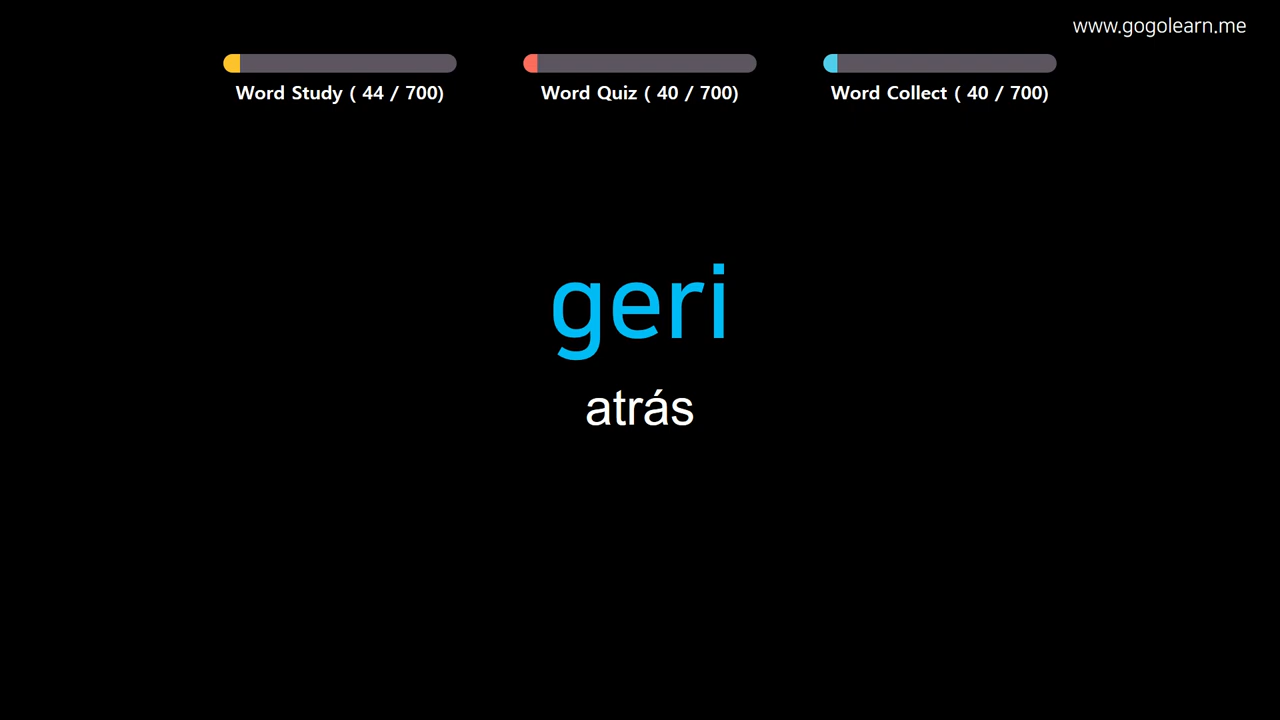 www.gogolearn.me
Word Study ( 44 / 700)
Word Quiz ( 40 / 700)
Word Collect ( 40 / 700)
geri
atrás